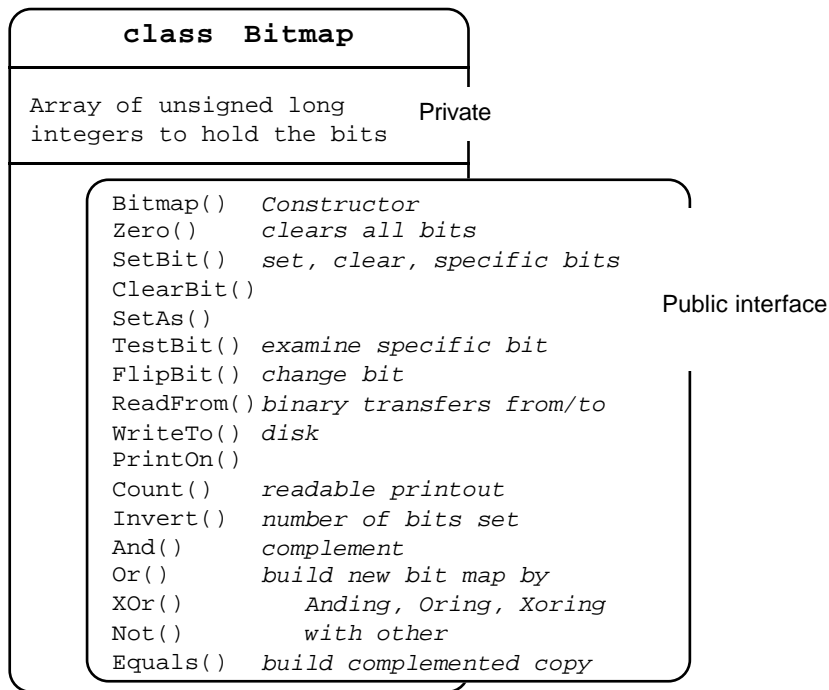 class Bitmap
Array of unsigned long
integers to hold the bits
Private
Bitmap() Constructor
Zero() clears all bits
SetBit() set, clear, specific bits
ClearBit()
SetAs()
TestBit() examine specific bit
FlipBit() change bit
ReadFrom() binary transfers from/to
WriteTo() disk
PrintOn()
Count() readable printout
Invert() number of bits set
And() complement
Or() build new bit map by
XOr() Anding, Oring, Xoring
Not() with other
Equals() build complemented copy
Public interface